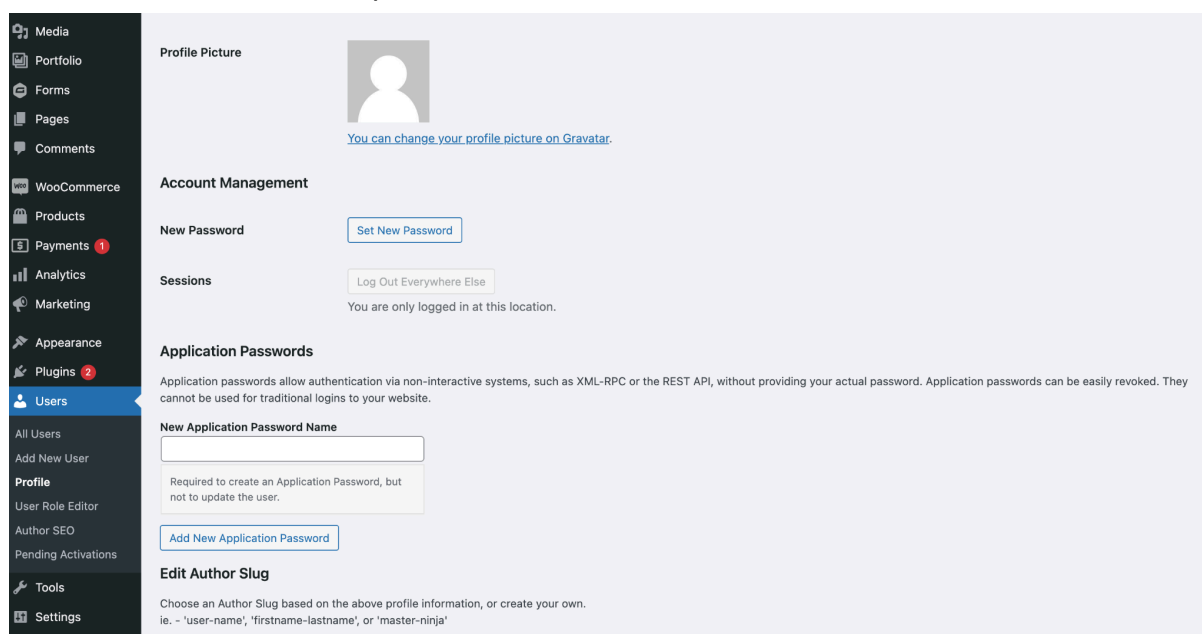 Media
Portfolio
Forms
Pages
Comments
WooCommerce
Products
Payments 1
Analytics
Marketing
Appearance
Plugins 2
Users
All Users
Add New User
Profile
User Role Editor
Author SEO
Pending Activations
Tools
Settings
Profile Picture
You can change your profile picture on Gravatar.
Account Management
New Password
Set New Password
Sessions
Log Out Everywhere Else
You are only logged in at this location.
Application Passwords
Application passwords allow authentication via non-interactive systems, such as XML-RPC or the REST API, without providing your actual password. Application passwords can be easily revoked. They
cannot be used for traditional logins to your website.
New Application Password Name
Required to create an Application Password, but
not to update the user.
Add New Application Password
Edit Author Slug
Choose an Author Slug based on the above profile information, or create your own.
ie. - 'user-name', 'firstname-lastname', or 'master-ninja'